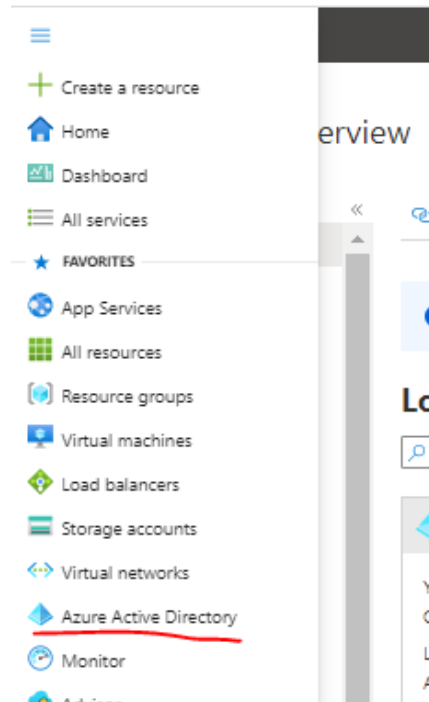 Create a resource
Home
erview
Dashboard
All services
FAVORITES
App Services
All resources
Resource groups
Virtual machines
Load balancers
Storage accounts
Virtual networks
Azure Active Directory
Monitor